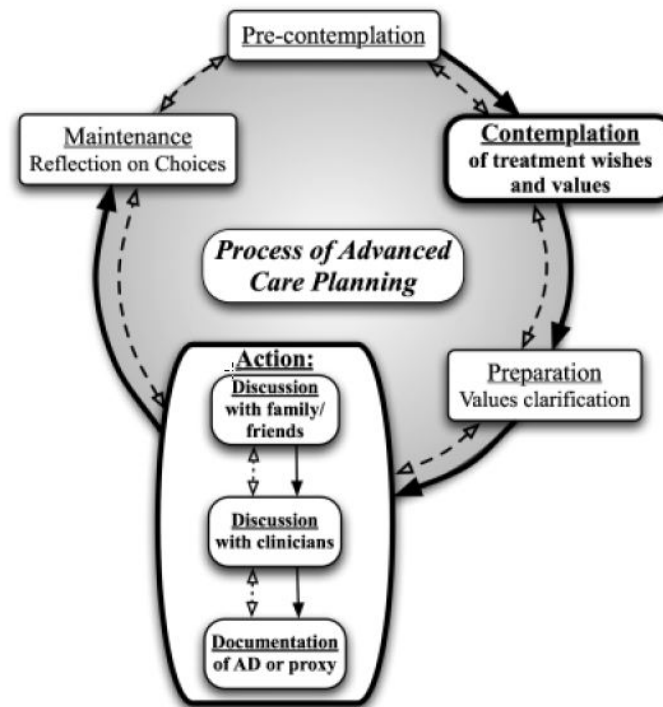 Pre-contemplation
Contemplation
of treatment wishes
and values
Preparation
Values clarification
Action:
Discussion
with family/
friends
Discussion
with clinicians
Documentation
of AD or proxy
Maintenance
Reflection on Choices
Process of Advanced
Care Planning